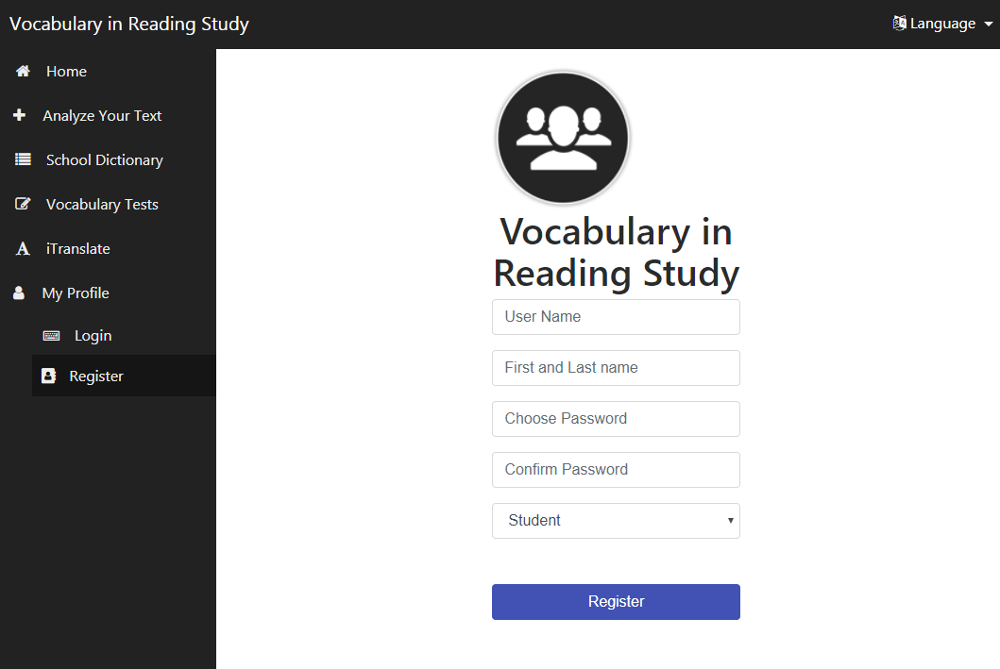 Vocabulary in Reading Study
Language
Home
Analyze Your Text
School Dictionary
Vocabulary Tests
iTranslate
My Profile
Login
Register
Vocabulary in
Reading Study
User Name
First and Last name
Choose Password
Confirm Password
Student
Register